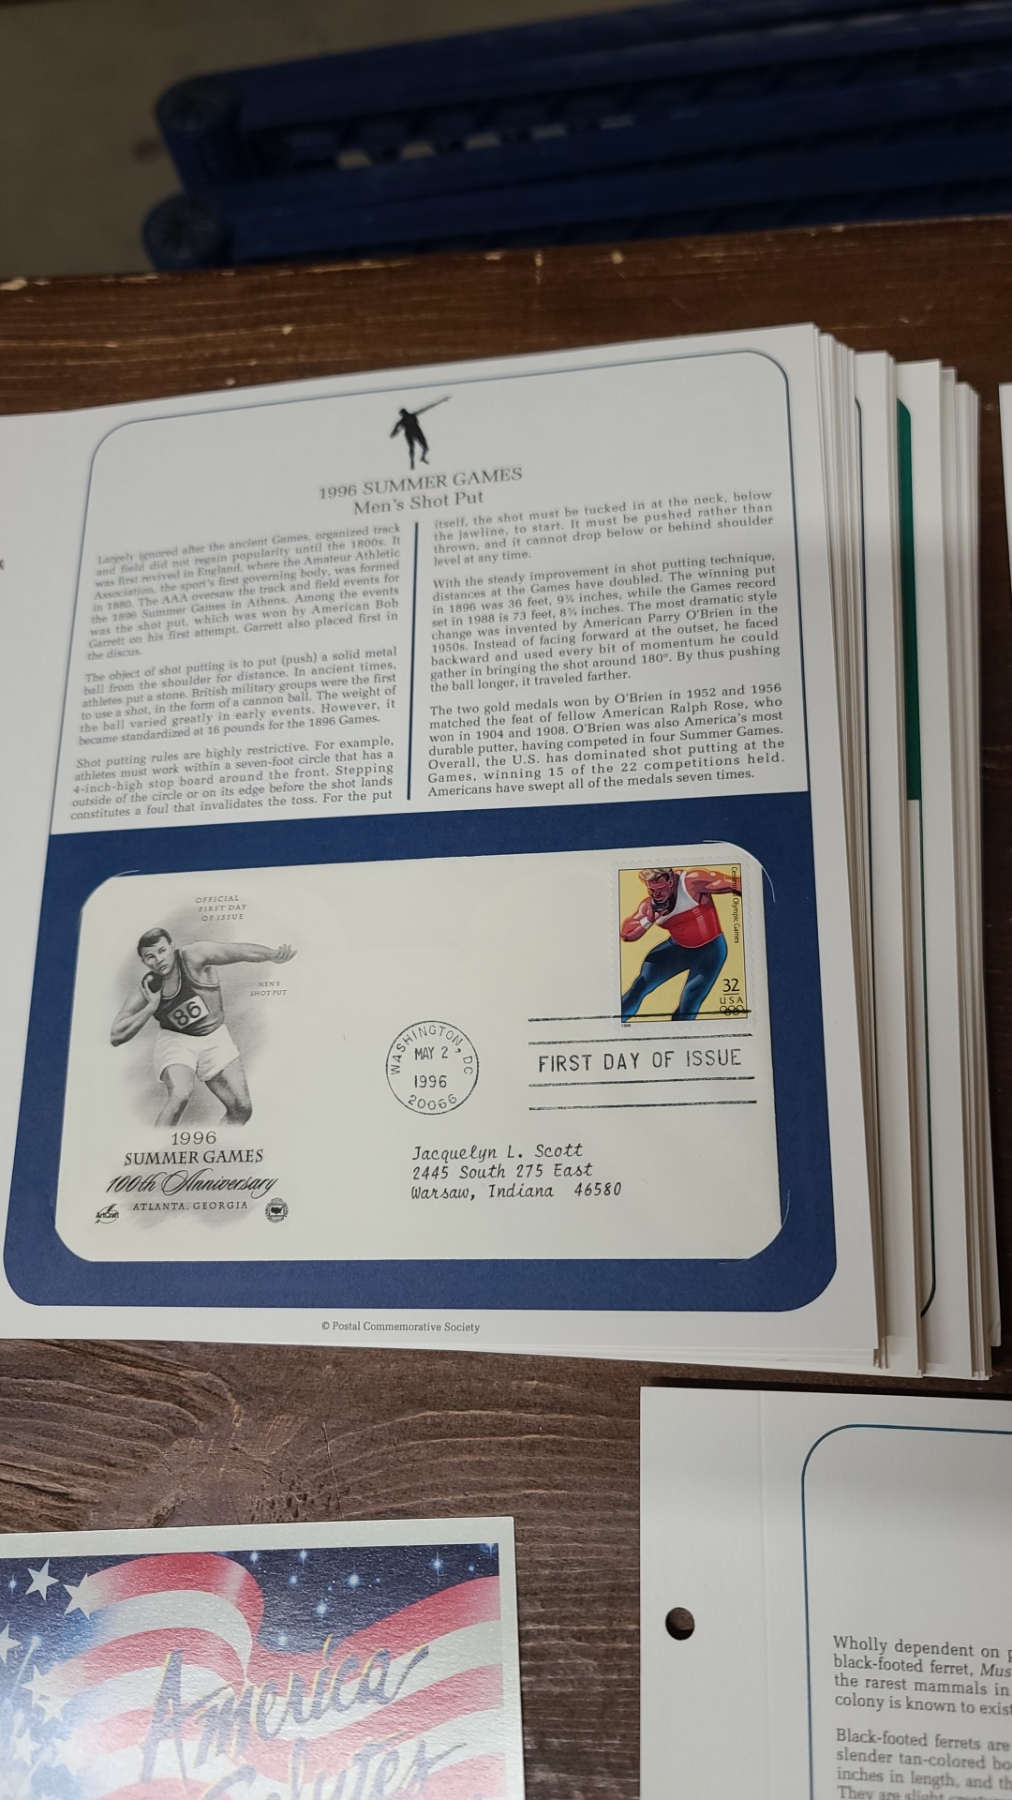 1996 SUMMER GAMES
Men's Shot Put
Largely ignored after the ancient Games, organized track
and field did not regain popularity until the 1800s. It
was first revived in England, where the Amateur Athletic
Association, the sport's first governing body, was formed
in 1880. The AAA oversaw the track and field events for
the 1896 Summer Games in Athens. Among the events
was the shot put, which was won by American Bob
Garrett on his first attempt. Garrett also placed first in
the discus.
The object of shot putting is to put (push) a solid metal
ball from the shoulder for distance. In ancient times,
athletes put a stone. British military groups were the first
to use a shot, in the form of a cannon ball. The weight of
the ball varied greatly in early events. However, it
became standardized at 16 pounds for the 1896 Games.
Shot putting rules are highly restrictive. For example,
athletes must work within a seven-foot circle that has a
4-inch-high stop board around the front. Stepping
outside of the circle or on its edge before the shot lands
constitutes a foul that invalidates the toss. For the put
itself, the shot must be tucked in at the neck, below
the jawline, to start. It must be pushed rather than
thrown, and it cannot drop below or behind shoulder
level at any time.
With the steady improvement in shot putting technique,
distances at the Games have doubled. The winning put
in 1896 was 36 feet, 9¾ inches, while the Games record
set in 1988 is 73 feet, 8¾ inches. The most dramatic style
change was invented by American Parry O'Brien in the
1950s. Instead of facing forward at the outset, he faced
backward and used every bit of momentum he could
gather in bringing the shot around 180°. By thus pushing
the ball longer, it traveled farther.
The two gold medals won by O'Brien in 1952 and 1956
matched the feat of fellow American Ralph Rose, who
won in 1904 and 1908. O'Brien was also America's most
durable putter, having competed in four Summer Games.
Overall, the U.S. has dominated shot putting at the
Games, winning 15 of the 22 competitions held.
Americans have swept all of the medals seven times.
OFFICIAL
FIRST DAY
OF ISSUE
MEN'S
SHOT PUT
86
1996
SUMMER GAMES
100th Anniversary
ATLANTA, GEORGIA
ArtCraft
Centennial Olympic Games
32
USA
1996
WASHINGTON, DC
MAY 2
1996
20066
FIRST DAY OF ISSUE
Jacquelyn L. Scott
2445 South 275 East
Warsaw, Indiana 46580
© Postal Commemorative Society
America
Salutes
Wholly dependent on p
black-footed ferret, Mus
the rarest mammals in
colony is known to exist
Black-footed ferrets are
slender tan-colored bo
inches in length, and th
They are slight